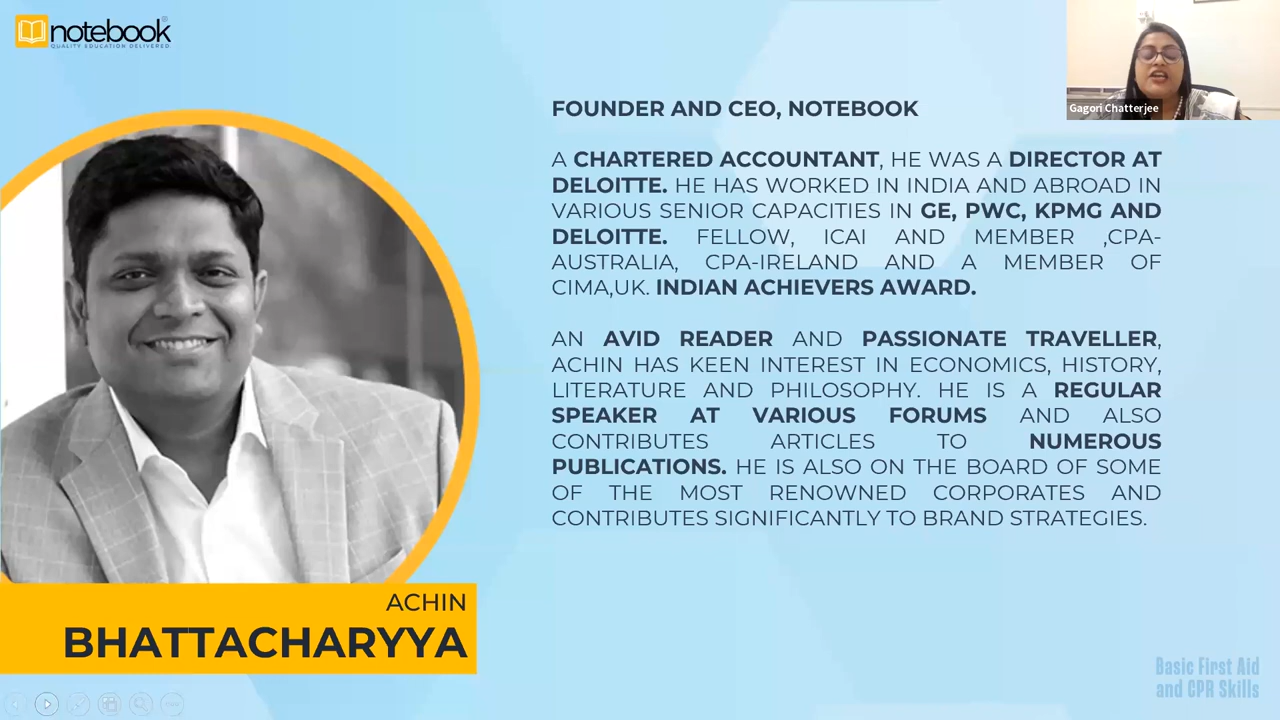 notebook
QUALITY EDUCATION DELIVERED
Gagori Chatterjee
FOUNDER AND CEO, NOTEBOOK
A CHARTERED ACCOUNTANT, HE WAS A DIRECTOR AT
DELOITTE. HE HAS WORKED IN INDIA AND ABROAD IN
VARIOUS SENIOR CAPACITIES IN GE, PWC, KPMG AND
DELOITTE. FELLOW, ICAI AND MEMBER ,CPA-
AUSTRALIA, CPA-IRELAND AND A MEMBER OF
CIMA,UK. INDIAN ACHIEVERS AWARD.
AN AVID READER AND PASSIONATE TRAVELLER,
ACHIN HAS KEEN INTEREST IN ECONOMICS, HISTORY,
LITERATURE AND PHILOSOPHY. HE IS A REGULAR
SPEAKER AT VARIOUS FORUMS AND ALSO
CONTRIBUTES ARTICLES TO NUMEROUS
PUBLICATIONS. HE IS ALSO ON THE BOARD OF SOME
OF THE MOST RENOWNED CORPORATES AND
CONTRIBUTES SIGNIFICANTLY TO BRAND STRATEGIES.
ACHIN
BHATTACHARYYA
Basic First Aid
and CPR Skills